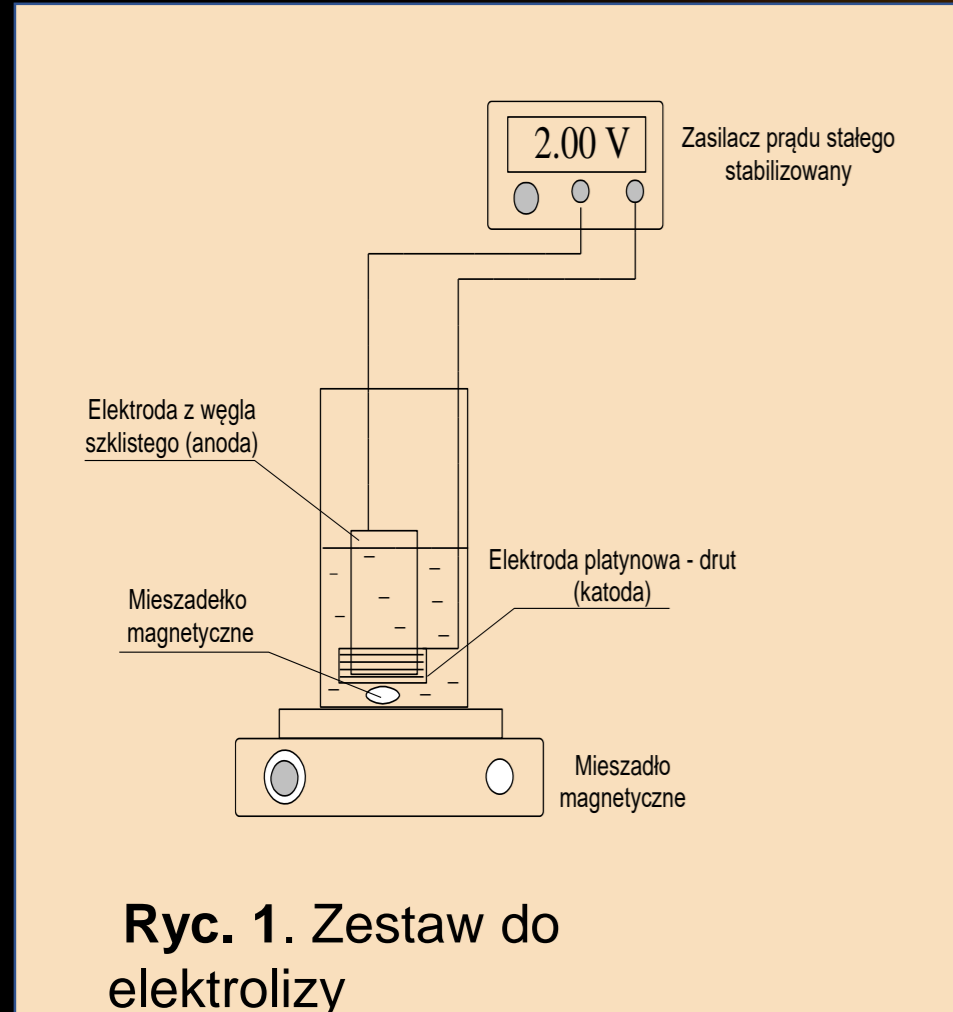 2.00 V
Zasilacz prądu stałego
stabilizowany
Elektroda z węgla
szklistego (anoda)
Elektroda platynowa - drut
(katoda)
Mieszadełko
magnetyczne
Mieszadło
magnetyczne
Ryc. 1. Zestaw do
elektrolizy